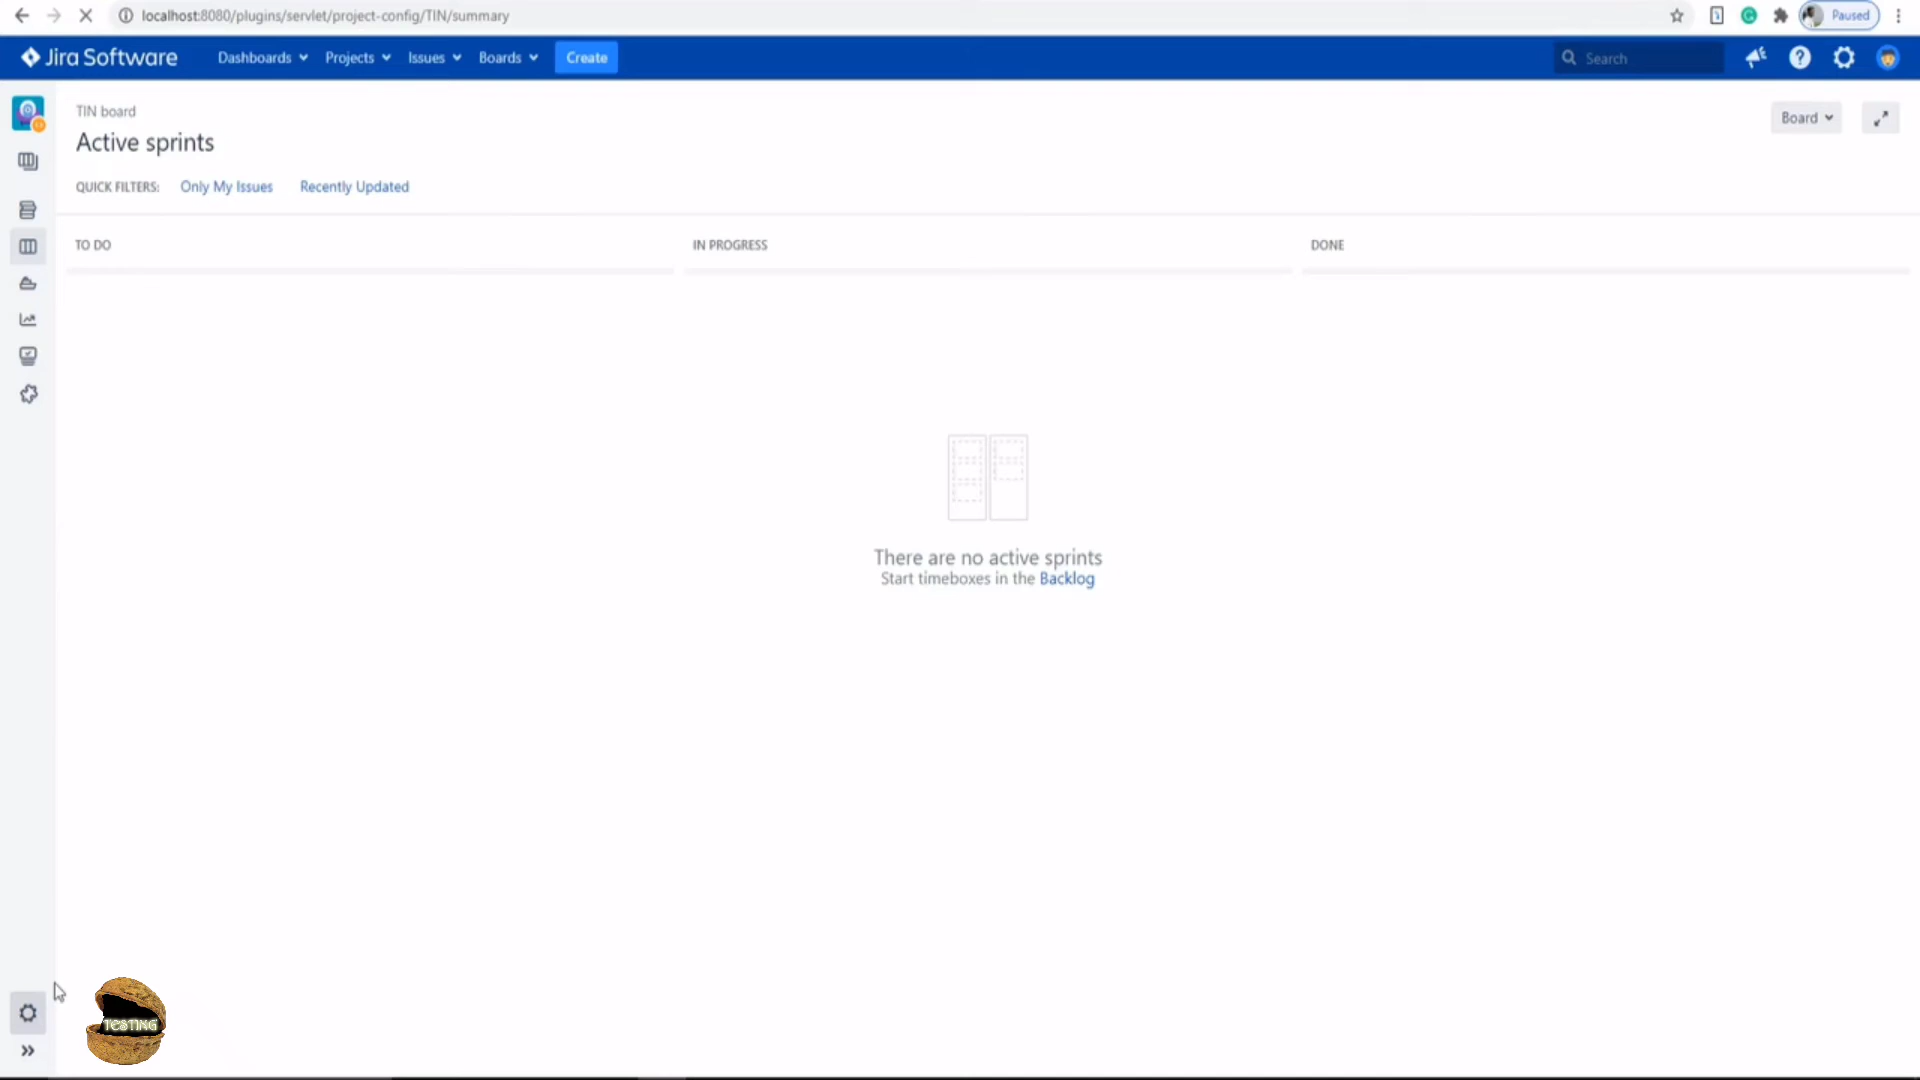 localhost:8080/plugins/servlet/project-config/TIN/summary
Paused
Jira Software
Dashboards
Projects
Issues
Boards
Create
Search
TIN board
Active sprints
Board
QUICK FILTERS:
Only My Issues
Recently Updated
TO DO
IN PROGRESS
DONE
There are no active sprints
Start timeboxes in the Backlog
TESTING